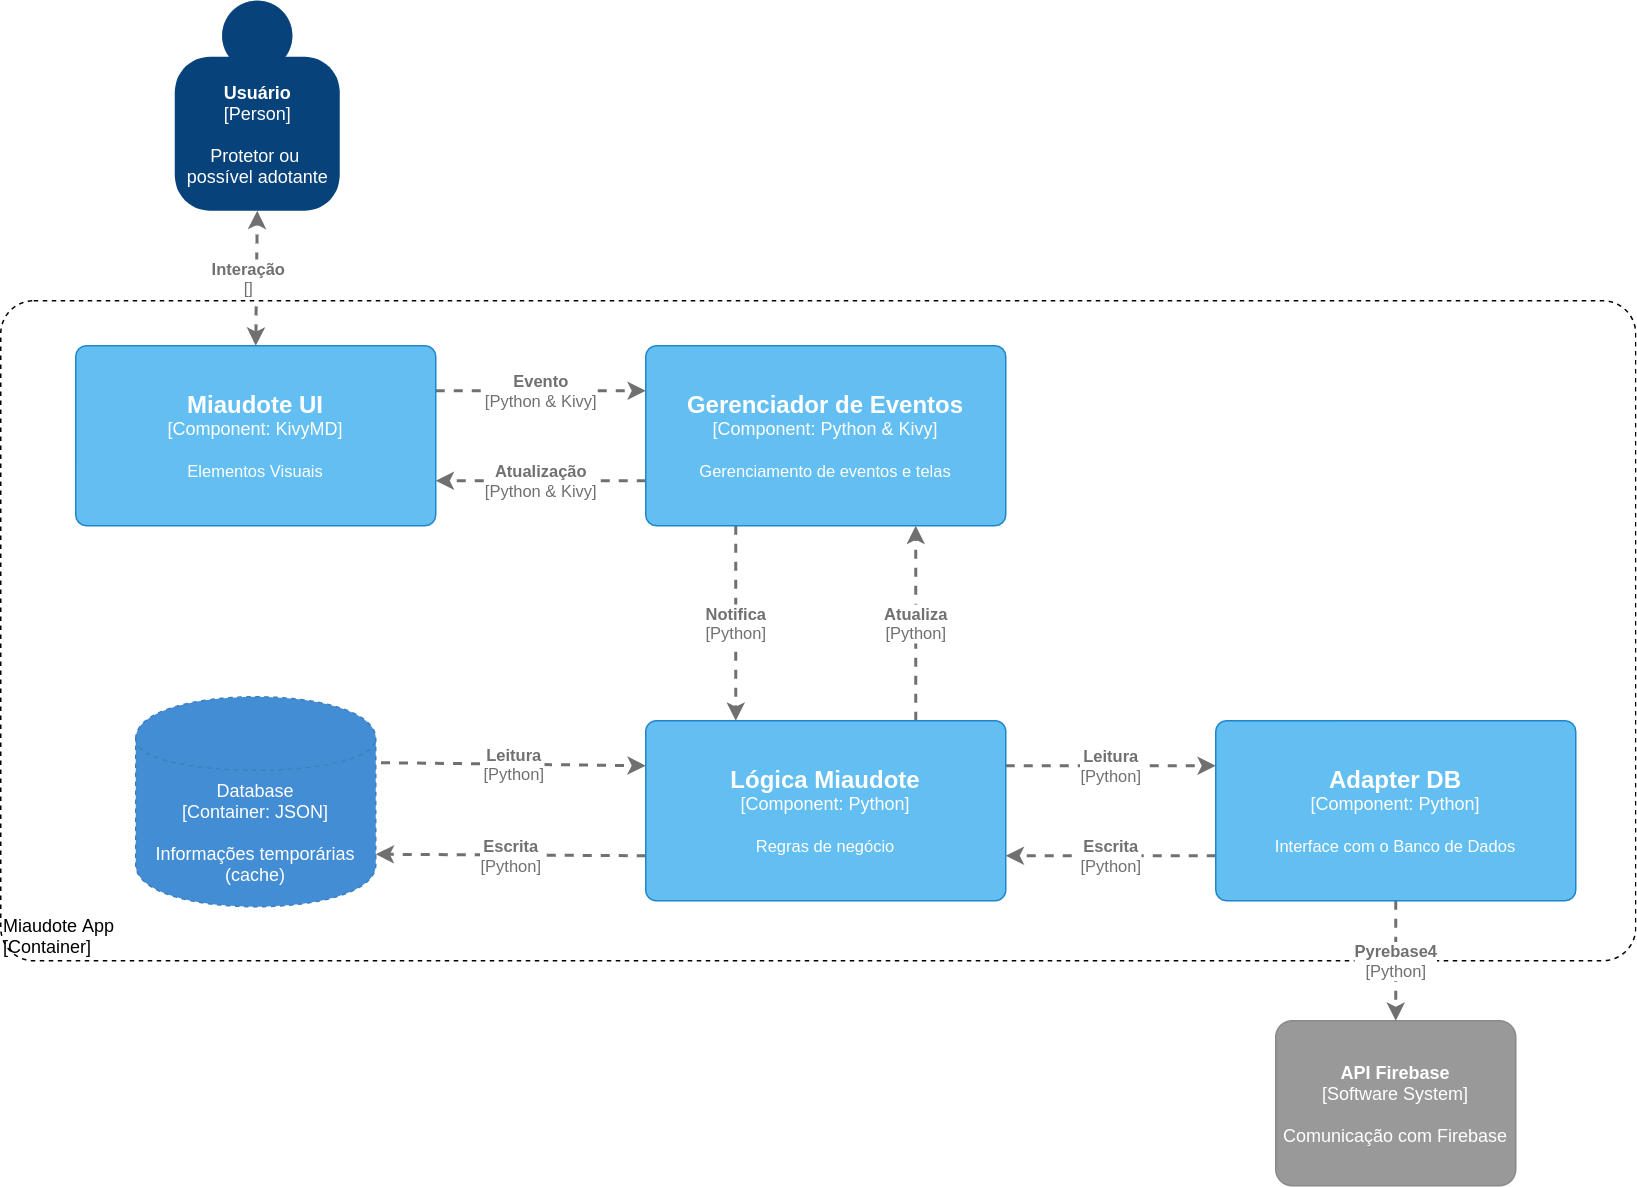 Usuário
[Person]
Protetor ou
possível adotante
Interação
[]
Miaudote UI
[Component: KivyMD]
Elementos Visuais
Evento
[Python & Kivy]
Atualização
[Python & Kivy]
Gerenciador de Eventos
[Component: Python & Kivy]
Gerenciamento de eventos e telas
Notifica
[Python]
Atualiza
[Python]
Database
[Container: JSON]
Informações temporárias
(cache)
Leitura
[Python]
Escrita
[Python]
Lógica Miaudote
[Component: Python]
Regras de negócio
Leitura
[Python]
Escrita
[Python]
Adapter DB
[Component: Python]
Interface com o Banco de Dados
Miaudote App
[Container]
Pyrebase4
[Python]
API Firebase
[Software System]
Comunicação com Firebase